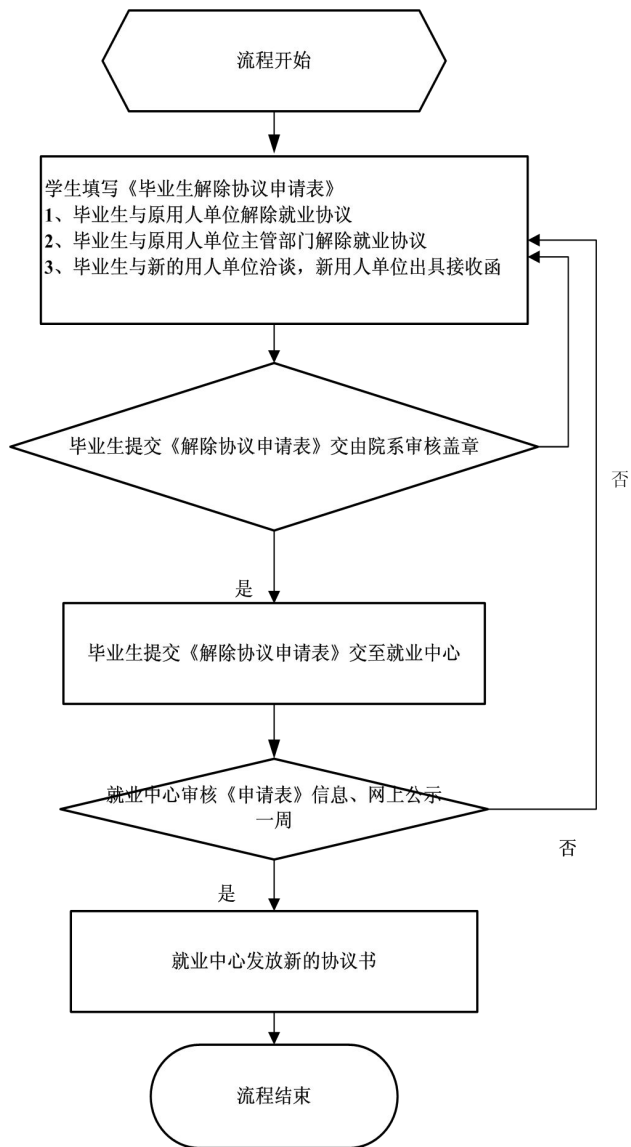 流程开始
学生填写《毕业生解除协议申请表》
1、毕业生与原用人单位解除就业协议
2、毕业生与原用人单位主管部门解除就业协议
3、毕业生与新的用人单位洽谈，新用人单位出具接收函
毕业生提交《解除协议申请表》交由院系审核盖章
否
是
毕业生提交《解除协议申请表》交至就业中心
就业中心审核《申请表》信息、网上公示
一周
否
是
就业中心发放新的协议书
流程结束